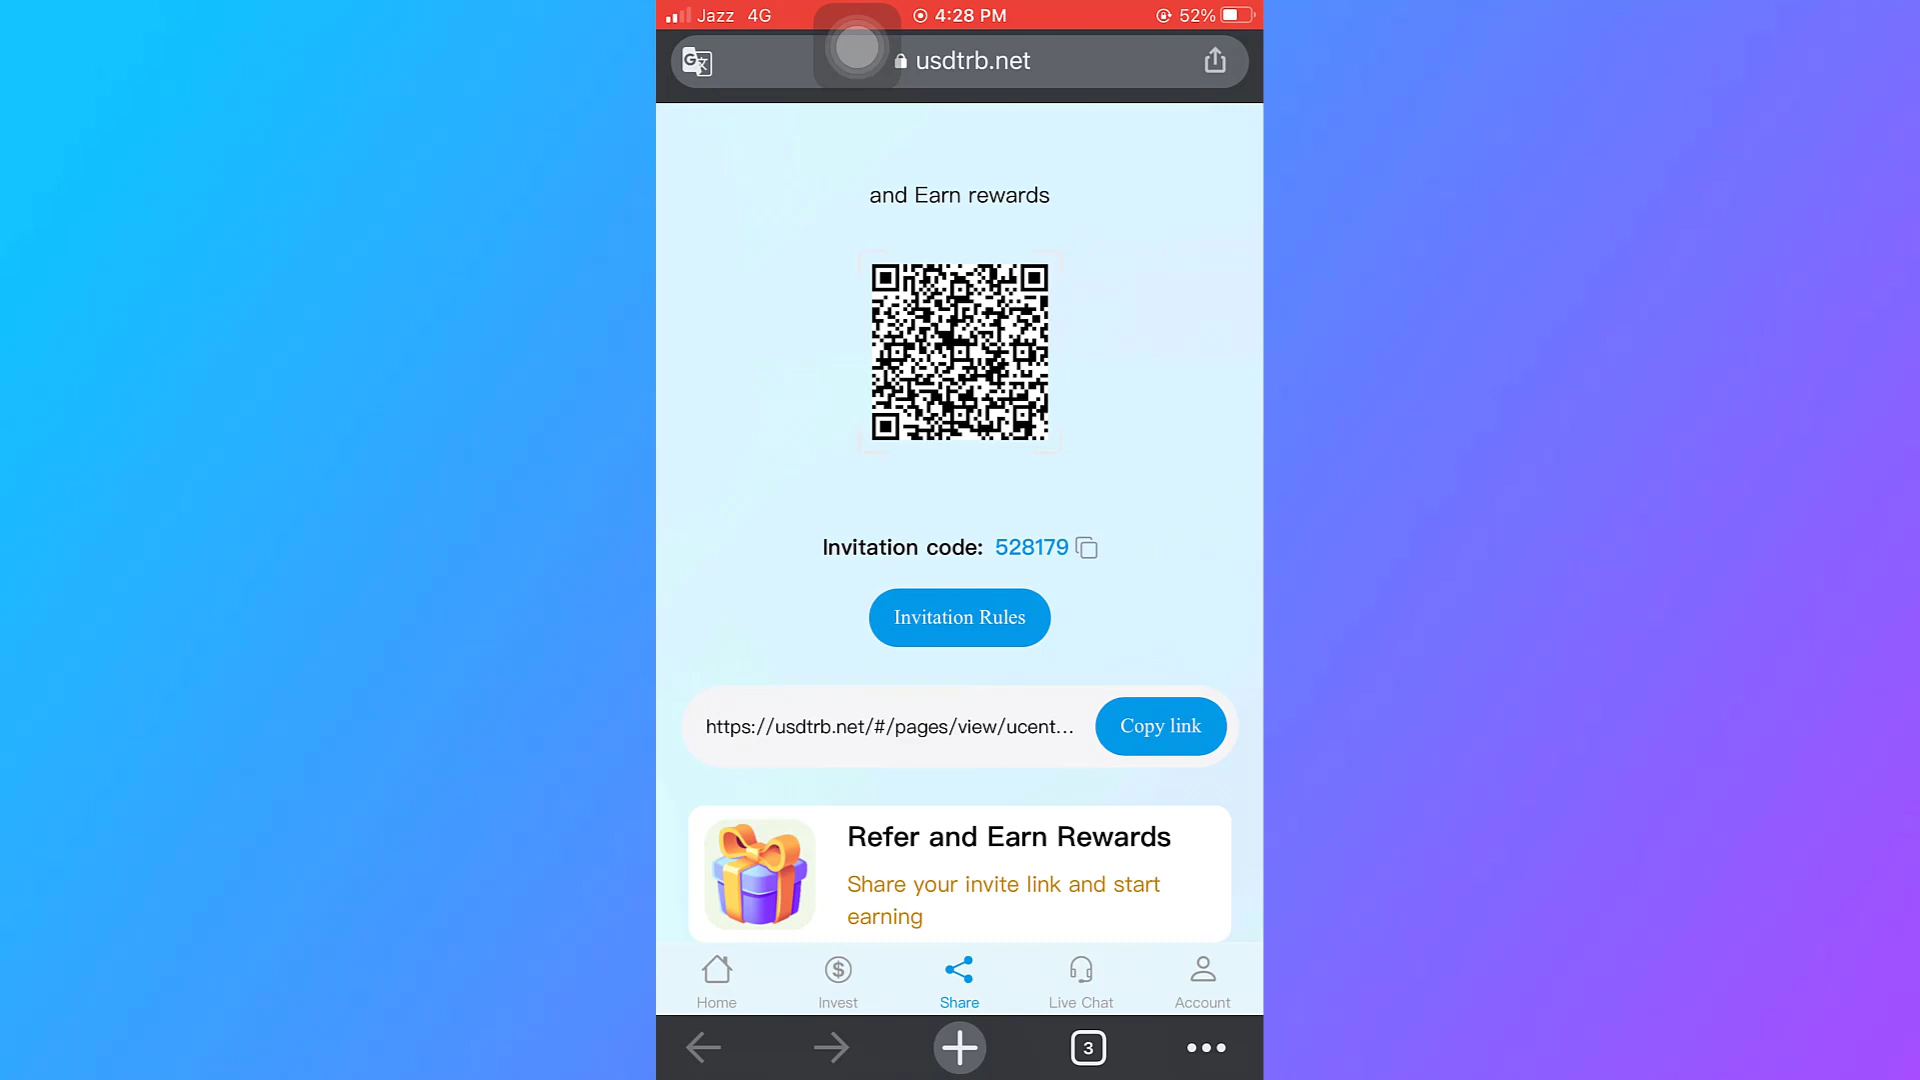 Jazz 4G 4:28 PM 52%
usdtrb.net
and Earn rewards
Invitation code: 528179
Invitation Rules
https://usdtrb.net/#/pages/view/ucent... Copy link
Refer and Earn Rewards
Share your invite link and start
earning
Home Invest Share Live Chat Account
3